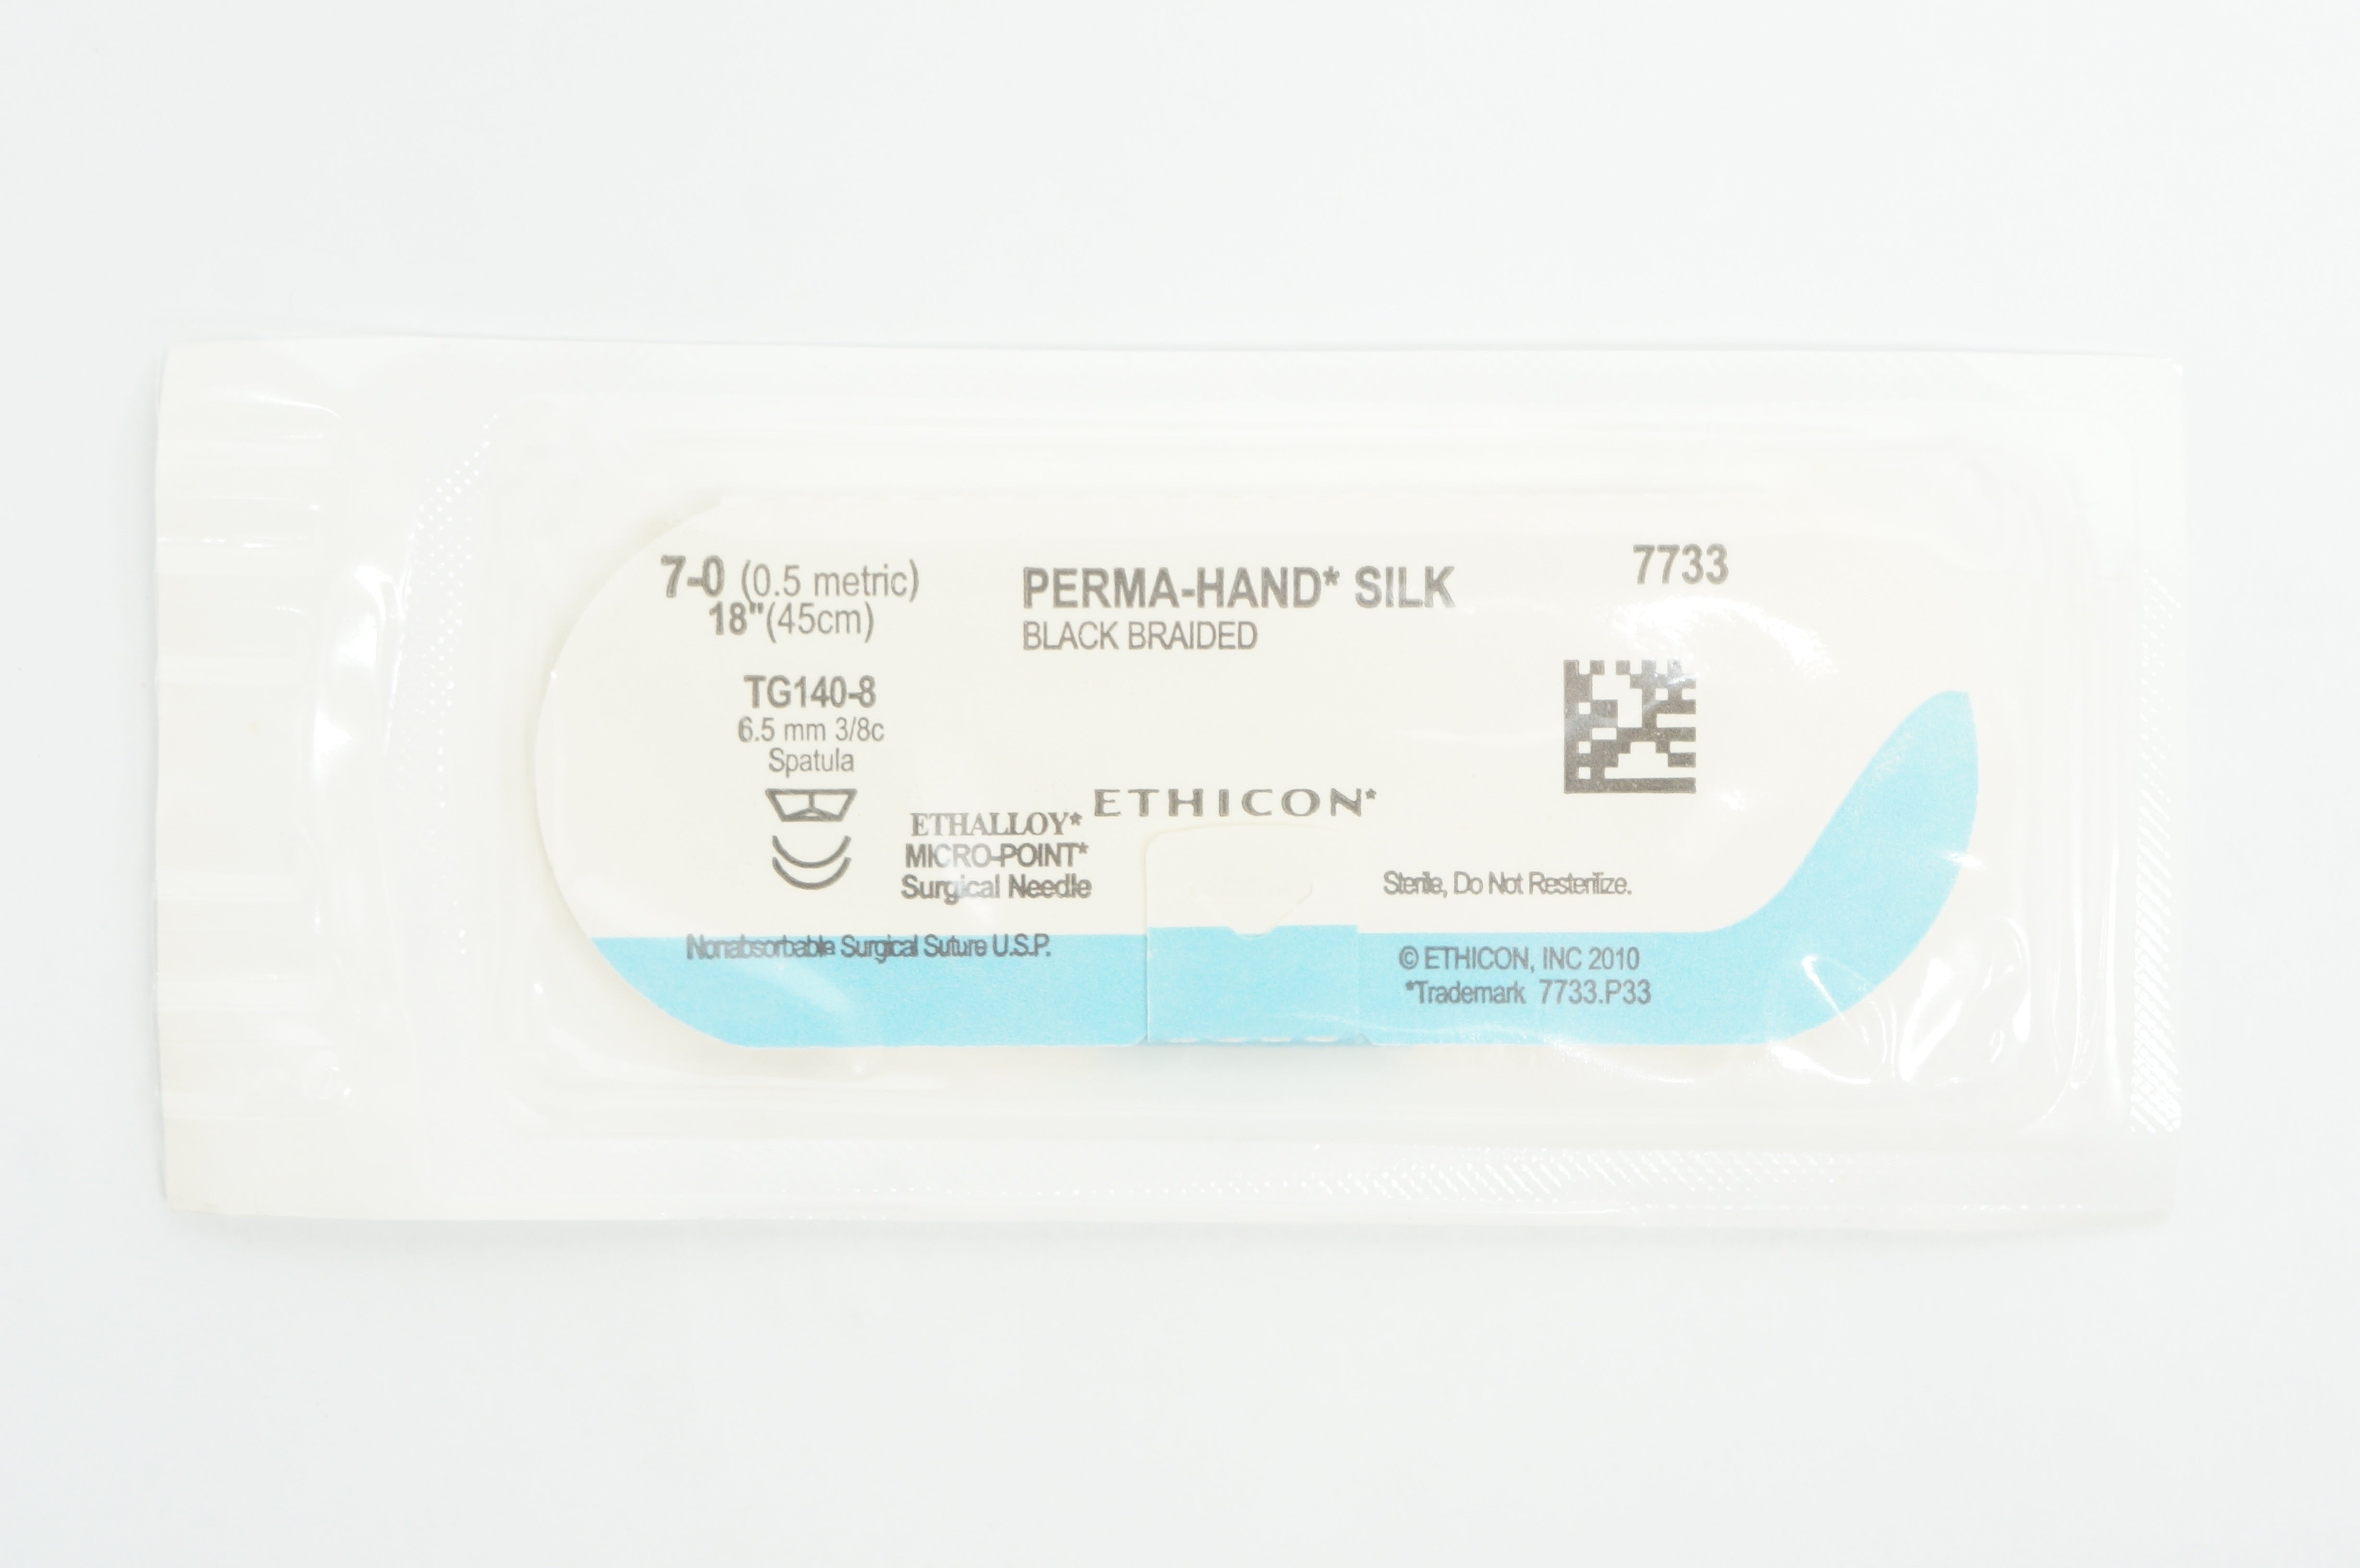 7-0 (0.5 metric)
18"(45cm)
TG140-8
6.5 mm 3/8c
Spatula
ETHALLOY*
MICRO-POINT*
Surgical Needle
Nonabsorbable Surgical Suture U.S.P.
PERMA-HAND* SILK
BLACK BRAIDED
ETHICON*
7733
Sterile, Do Not Resterilize.
© ETHICON, INC 2010
*Trademark 7733.P33